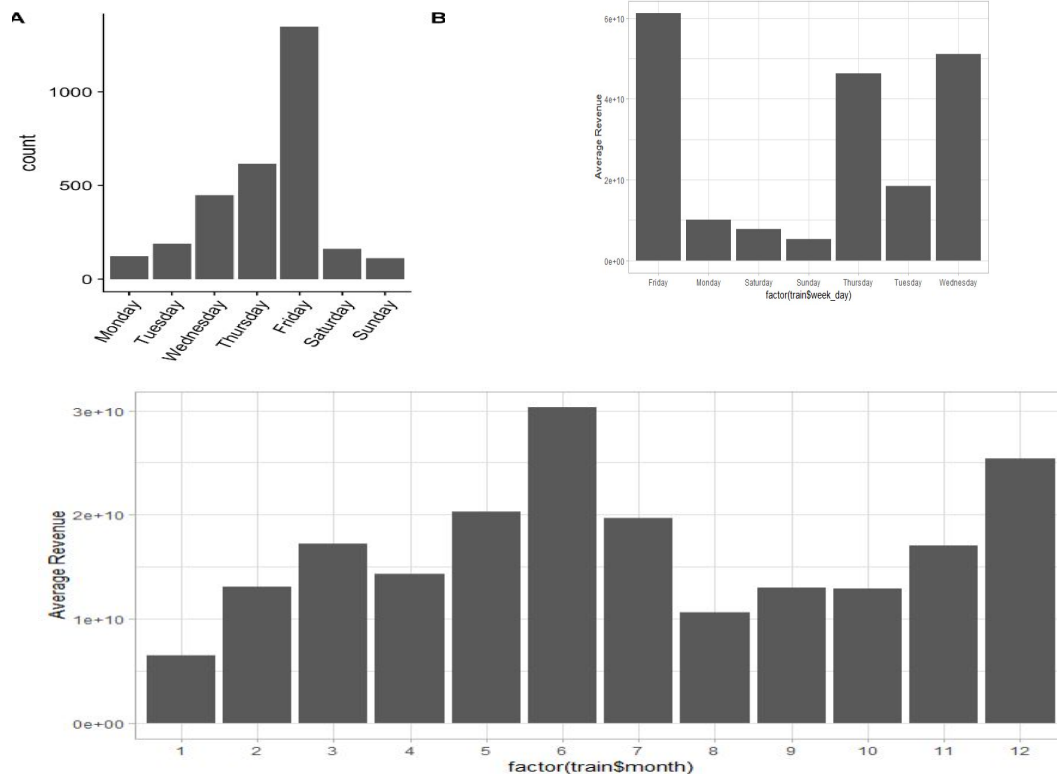 A
count
1000
500
0
Monday
Tuesday
Wednesday
Thursday
Friday
Saturday
Sunday
B
Average Revenue
6e+10
4e+10
2e+10
0e+00
Friday Monday Saturday Sunday Thursday Tuesday Wednesday
factor(train$week_day)
Average Revenue
3e+10
2e+10
1e+10
0e+00
1 2 3 4 5 6 7 8 9 10 11 12
factor(train$month)